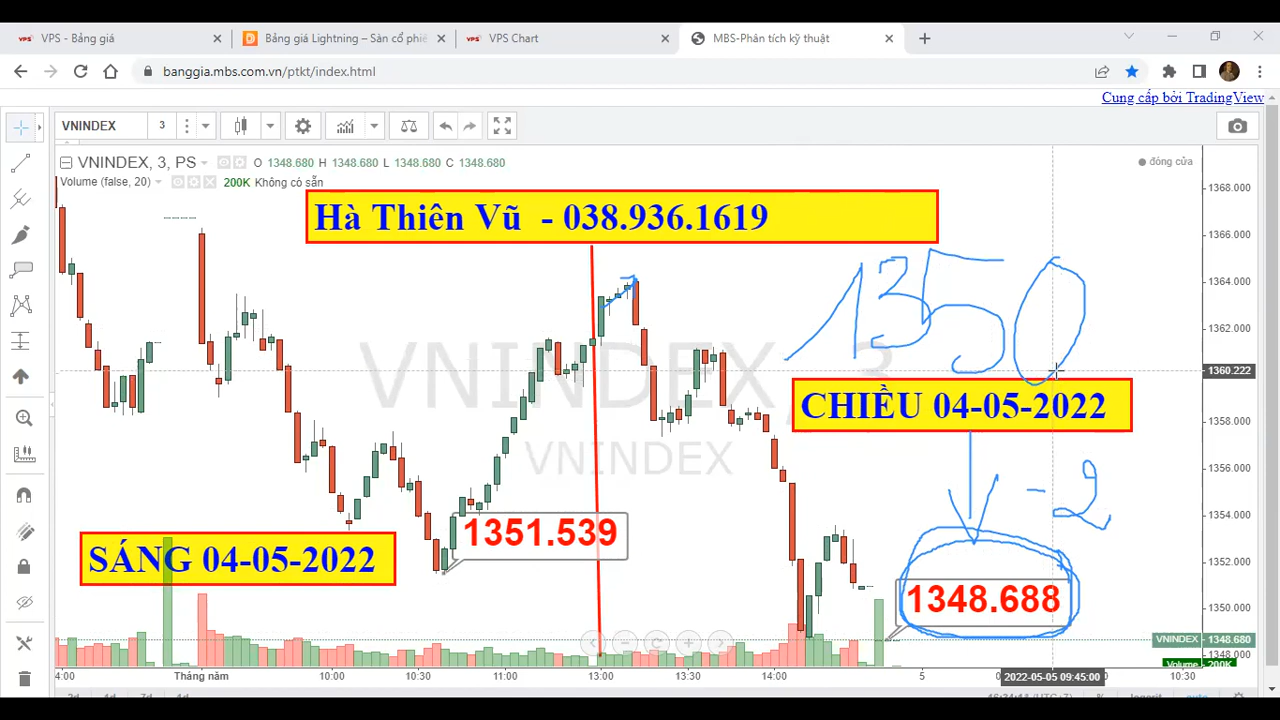 VPS - Bảng giá
Bảng giá Lightning – Sàn cổ phiế
VPS Chart
MBS-Phân tích kỹ thuật
banggia.mbs.com.vn/ptkt/index.html
Cung cấp bởi TradingView
VNINDEX 3
VNINDEX, 3, PS O 1348.680 H 1348.680 L 1348.680 C 1348.680
đóng cửa
Volume (false, 20) 200K Không có sẵn
Hà Thiên Vũ - 038.936.1619
1350
VNINDEX, 3
VNINDEX
CHIỀU 04-05-2022
-2
1351.539
SÁNG 04-05-2022
1348.688
1368.000
1366.000
1364.000
1362.000
1360.222
1358.000
1356.000
1354.000
1352.000
1350.000
VNINDEX 1348.680
1348.000
Volume 200K
4:00
Tháng năm
10:00
10:30
11:00
13:00
13:30
14:00
5
2022-05-05 09:45:00
10:30